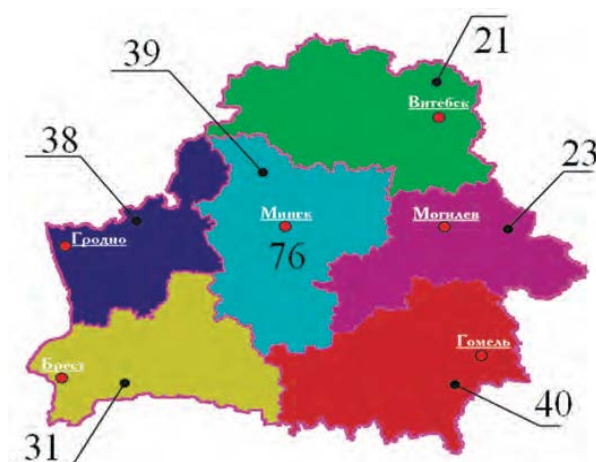 21
39
Витебск
38
23
Минск
Могилев
Гродно
76
Гомель
Брест
40
31